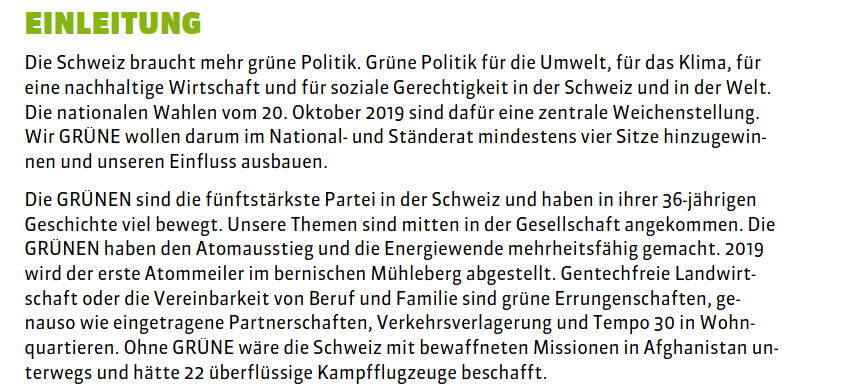 EINLEITUNG
Die Schweiz braucht mehr grüne Politik. Grüne Politik für die Umwelt, für das Klima, für
eine nachhaltige Wirtschaft und für soziale Gerechtigkeit in der Schweiz und in der Welt.
Die nationalen Wahlen vom 20. Oktober 2019 sind dafür eine zentrale Weichenstellung.
Wir GRÜNE wollen darum im National- und Ständerat mindestens vier Sitze hinzugewin-
nen und unseren Einfluss ausbauen.
Die GRÜNEN sind die fünftstärkste Partei in der Schweiz und haben in ihrer 36-jährigen
Geschichte viel bewegt. Unsere Themen sind mitten in der Gesellschaft angekommen. Die
GRÜNEN haben den Atomausstieg und die Energiewende mehrheitsfähig gemacht. 2019
wird der erste Atommeiler im bernischen Mühleberg abgestellt. Gentechfreie Landwirt-
schaft oder die Vereinbarkeit von Beruf und Familie sind grüne Errungenschaften, ge-
nauso wie eingetragene Partnerschaften, Verkehrsverlagerung und Tempo 30 in Wohn-
quartieren. Ohne GRÜNE wäre die Schweiz mit bewaffneten Missionen in Afghanistan un-
terwegs und hätte 22 überflüssige Kampfflugzeuge beschafft.